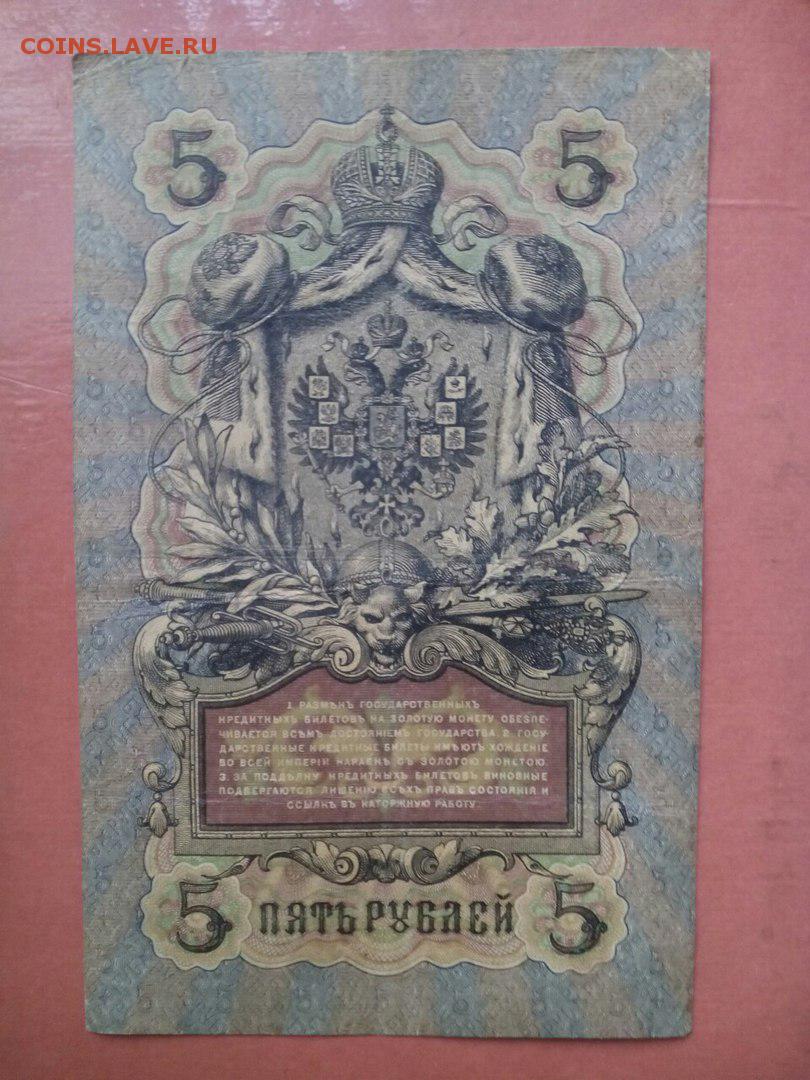 COINS.LAVE.RU
5 5
1. РАЗМѢНЪ ГОСУДАРСТВЕННЫХЪ
КРЕДИТНЫХЪ БИЛЕТОВЪ НА ЗОЛОТУЮ МОНЕТУ ОБЕЗПЕ-
ЧИВАЕТСЯ ВСѢМЪ ДОСТОЯНІЕМЪ ГОСУДАРСТВА. 2. ГОСУ-
ДАРСТВЕННЫЕ КРЕДИТНЫЕ БИЛЕТЫ ИМѢЮТЪ ХОЖДЕНІЕ
ВО ВСЕЙ ИМПЕРІИ НАРАВНѢ СЪ ЗОЛОТОЮ МОНЕТОЮ.
3. ЗА ПОДДѢЛКУ КРЕДИТНЫХЪ БИЛЕТОВЪ ВИНОВНЫЕ
ПОДВЕРГАЮТСЯ ЛИШЕНІЮ ВСѢХЪ ПРАВЪ СОСТОЯНІЯ И
ССЫЛКѢ ВЪ КАТОРЖНУЮ РАБОТУ.
5 ПЯТЬ РУБЛЕЙ 5